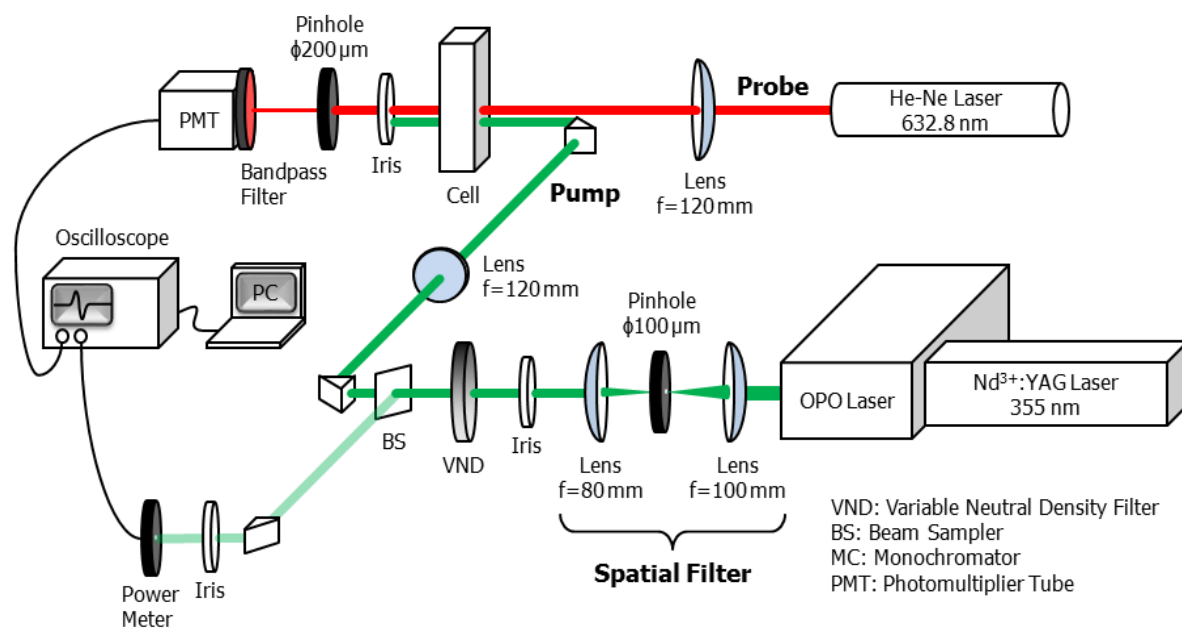 Pinhole
ϕ200 μm
PMT
Bandpass
Filter
Iris
Cell
Probe
He-Ne Laser
632.8 nm
Lens
f=120 mm
Pump
Oscilloscope
PC
Lens
f=120 mm
Pinhole
ϕ100 μm
OPO Laser
Nd³⁺:YAG Laser
355 nm
BS
VND
Iris
Lens
f=80 mm
Lens
f=100 mm
Spatial Filter
Power
Meter
Iris
VND: Variable Neutral Density Filter
BS: Beam Sampler
MC: Monochromator
PMT: Photomultiplier Tube